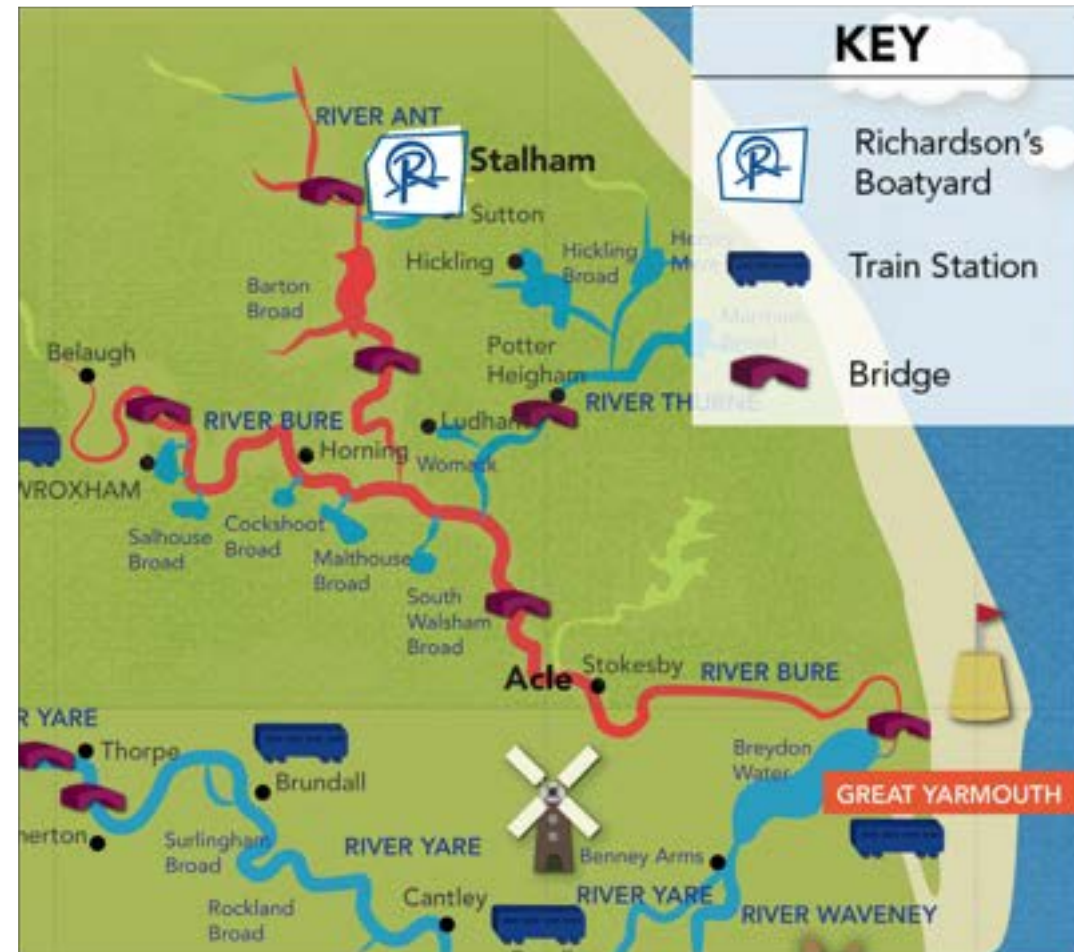 KEY
Richardson's
Boatyard
Train Station
Bridge
RIVER ANT
R
Stalham
Sutton
Hickling
Hickling
Broad
Barton
Broad
Potter
Heigham
Belaugh
RIVER THURNE
RIVER BURE
Ludham
Horning
Womack
WROXHAM
Salhouse
Broad
Cockshoot
Broad
Malthouse
Broad
South
Walsham
Broad
Acle
Stokesby
RIVER BURE
R YARE
Thorpe
Brundall
Breydon
Water
GREAT YARMOUTH
nerton
Surlingham
Broad
RIVER YARE
Benney Arms
Cantley
RIVER YARE
RIVER WAVENEY
Rockland
Broad